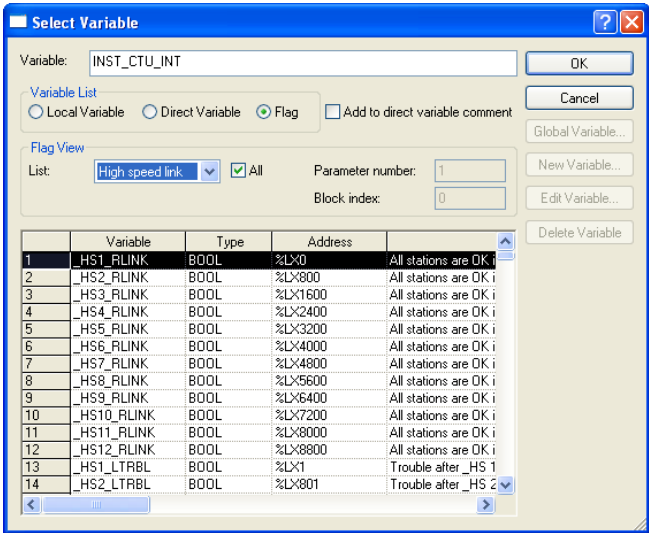 Select Variable
Variable: INST_CTU_INT
OK
Variable List
Local Variable Direct Variable Flag Add to direct variable comment
Cancel
Global Variable...
Flag View
List: High speed link All Parameter number: 1
New Variable...
Block index: 0
Edit Variable...
Delete Variable
Variable Type Address
1 _HS1_RLINK BOOL %LX0 All stations are OK i
2 _HS2_RLINK BOOL %LX800 All stations are OK i
3 _HS3_RLINK BOOL %LX1600 All stations are OK i
4 _HS4_RLINK BOOL %LX2400 All stations are OK i
5 _HS5_RLINK BOOL %LX3200 All stations are OK i
6 _HS6_RLINK BOOL %LX4000 All stations are OK i
7 _HS7_RLINK BOOL %LX4800 All stations are OK i
8 _HS8_RLINK BOOL %LX5600 All stations are OK i
9 _HS9_RLINK BOOL %LX6400 All stations are OK i
10 _HS10_RLINK BOOL %LX7200 All stations are OK i
11 _HS11_RLINK BOOL %LX8000 All stations are OK i
12 _HS12_RLINK BOOL %LX8800 All stations are OK i
13 _HS1_LTRBL BOOL %LX1 Trouble after _HS 1
14 _HS2_LTRBL BOOL %LX801 Trouble after _HS 2